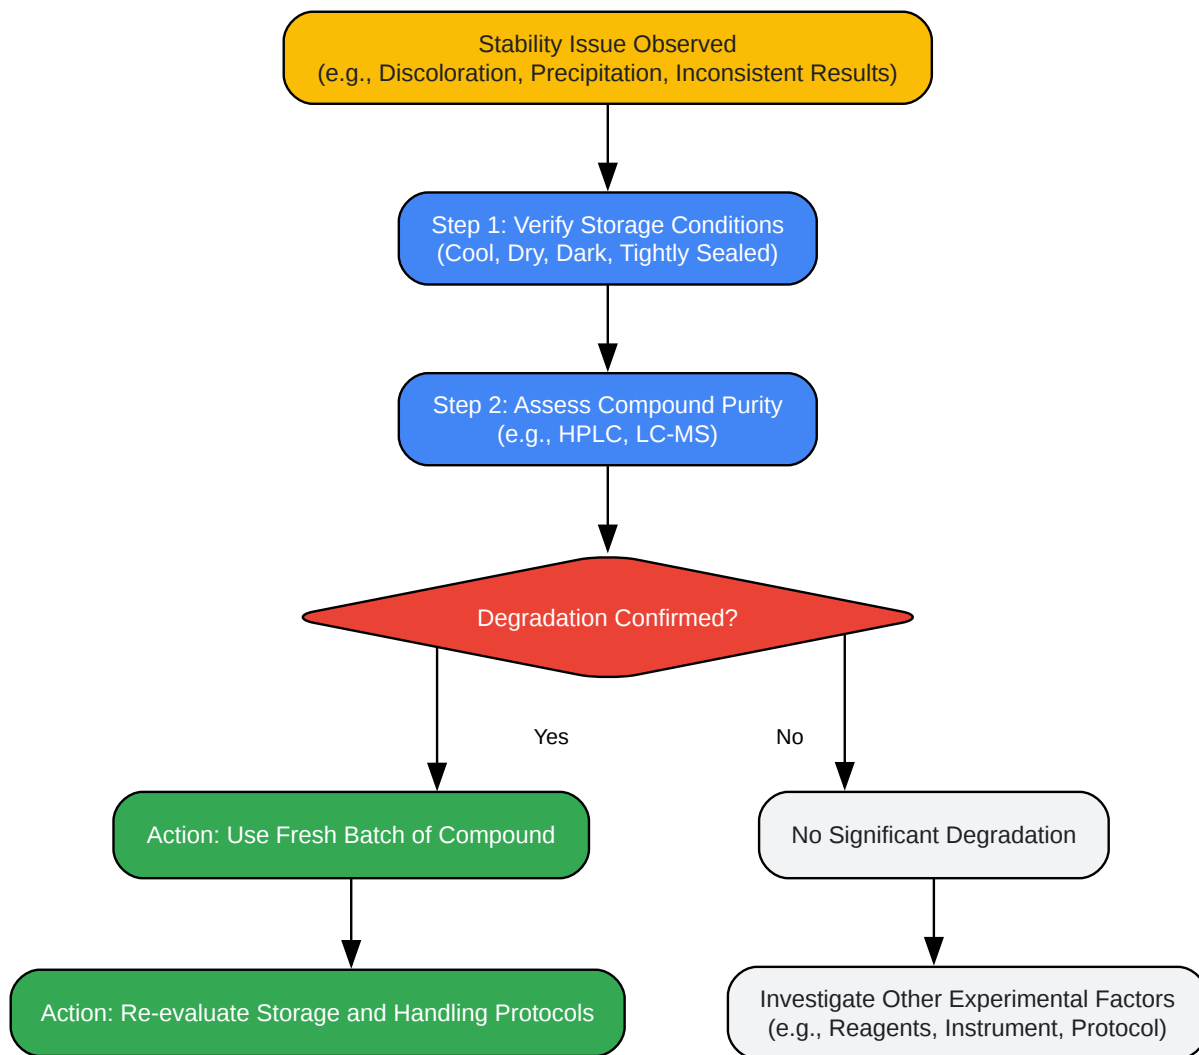 Stability Issue Observed
(e.g., Discoloration, Precipitation, Inconsistent Results)
Step 1: Verify Storage Conditions
(Cool, Dry, Dark, Tightly Sealed)
Step 2: Assess Compound Purity
(e.g., HPLC, LC-MS)
Degradation Confirmed?
Yes
No
Action: Use Fresh Batch of Compound
No Significant Degradation
Action: Re-evaluate Storage and Handling Protocols
Investigate Other Experimental Factors
(e.g., Reagents, Instrument, Protocol)